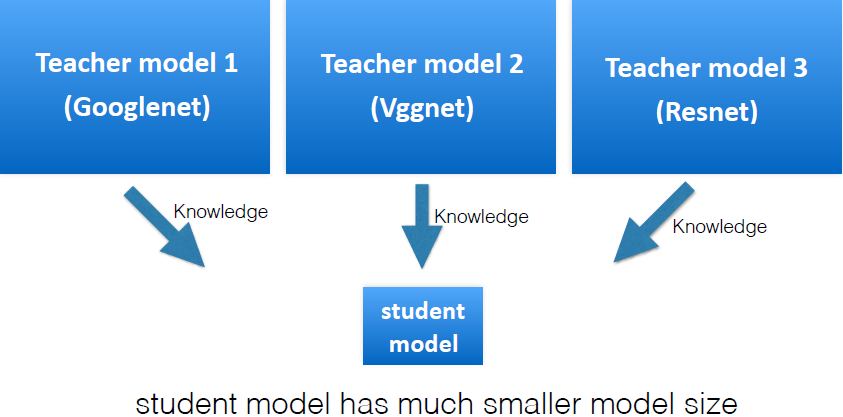 Teacher model 1
(Googlenet)
Teacher model 2
(Vggnet)
Teacher model 3
(Resnet)
Knowledge
Knowledge
Knowledge
student
model
student model has much smaller model size